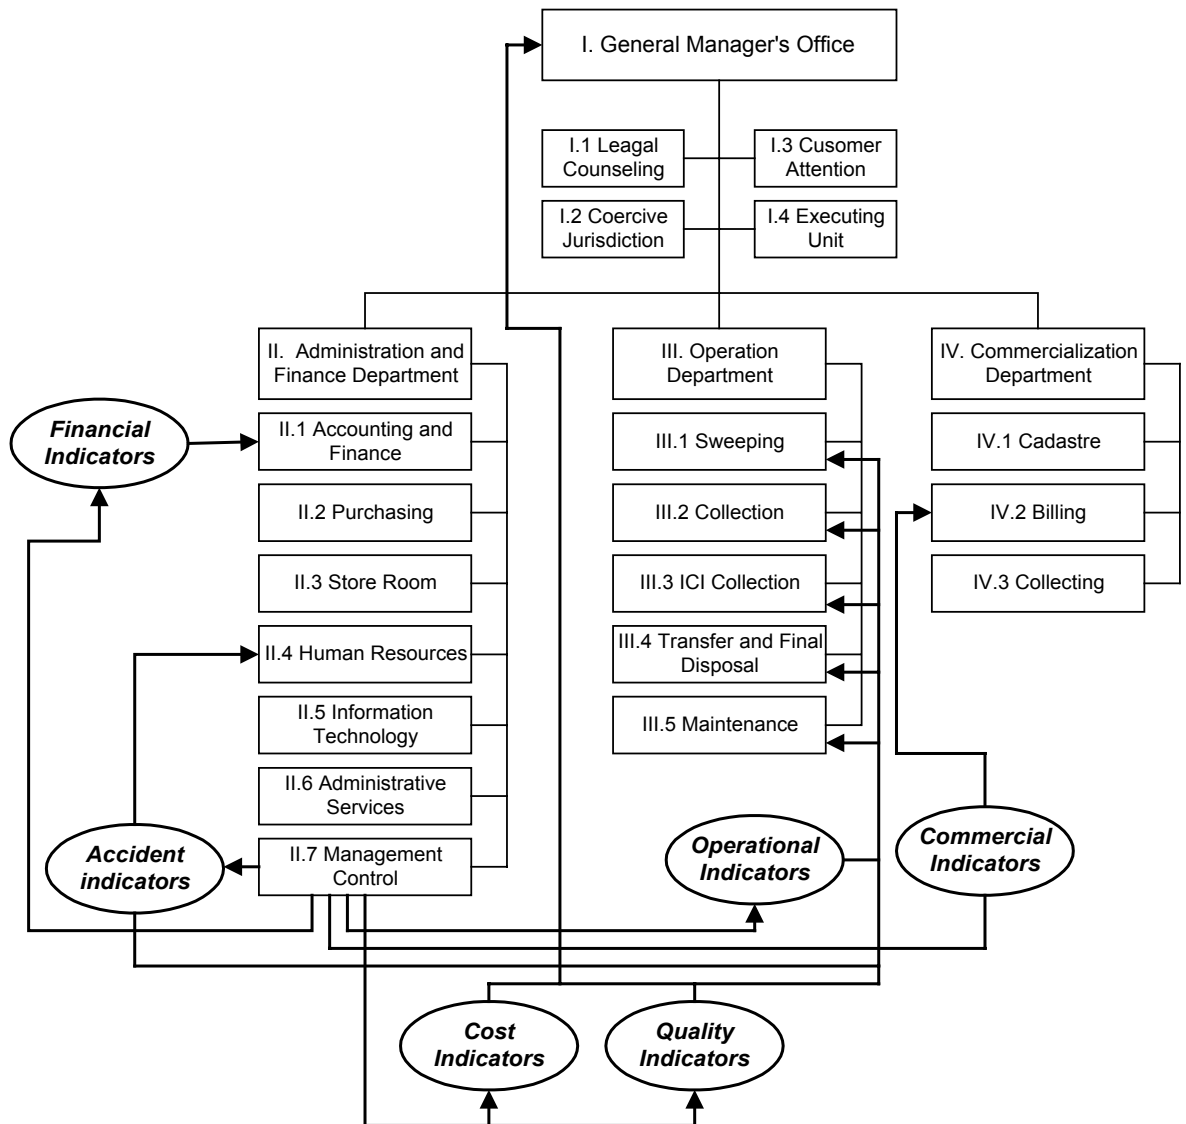 I. General Manager's Office
I.1 Leagal
Counseling
I.3 Cusomer
Attention
I.2 Coercive
Jurisdiction
I.4 Executing
Unit
II.  Administration and
Finance Department
III. Operation
Department
IV. Commercialization
Department
Financial
Indicators
II.1 Accounting and
Finance
III.1 Sweeping
IV.1 Cadastre
II.2 Purchasing
III.2 Collection
IV.2 Billing
II.3 Store Room
III.3 ICI Collection
IV.3 Collecting
II.4 Human Resources
III.4 Transfer and Final
Disposal
II.5 Information
Technology
III.5 Maintenance
II.6 Administrative
Services
Accident
indicators
II.7 Management
Control
Operational
Indicators
Commercial
Indicators
Cost
Indicators
Quality
Indicators